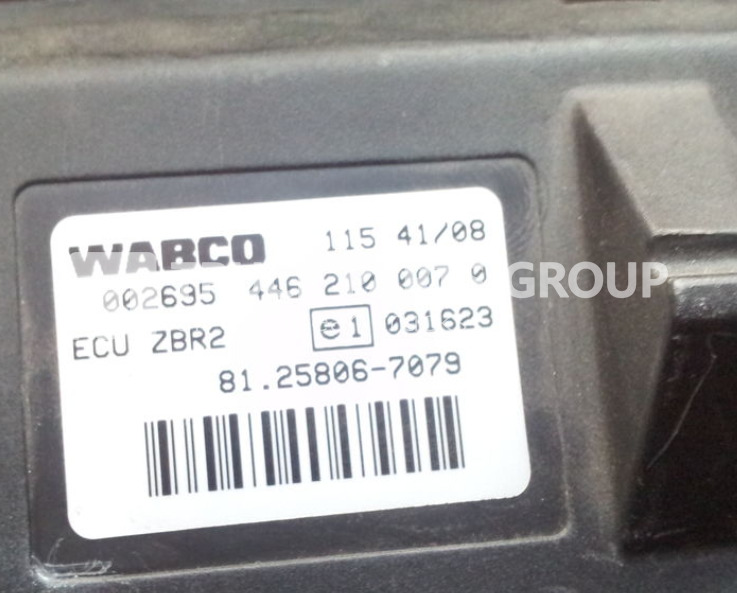 WABCO 115 41/08
002695 446 210 007 0
GROUP
ECU ZBR2 e1 031623
81.25806-7079